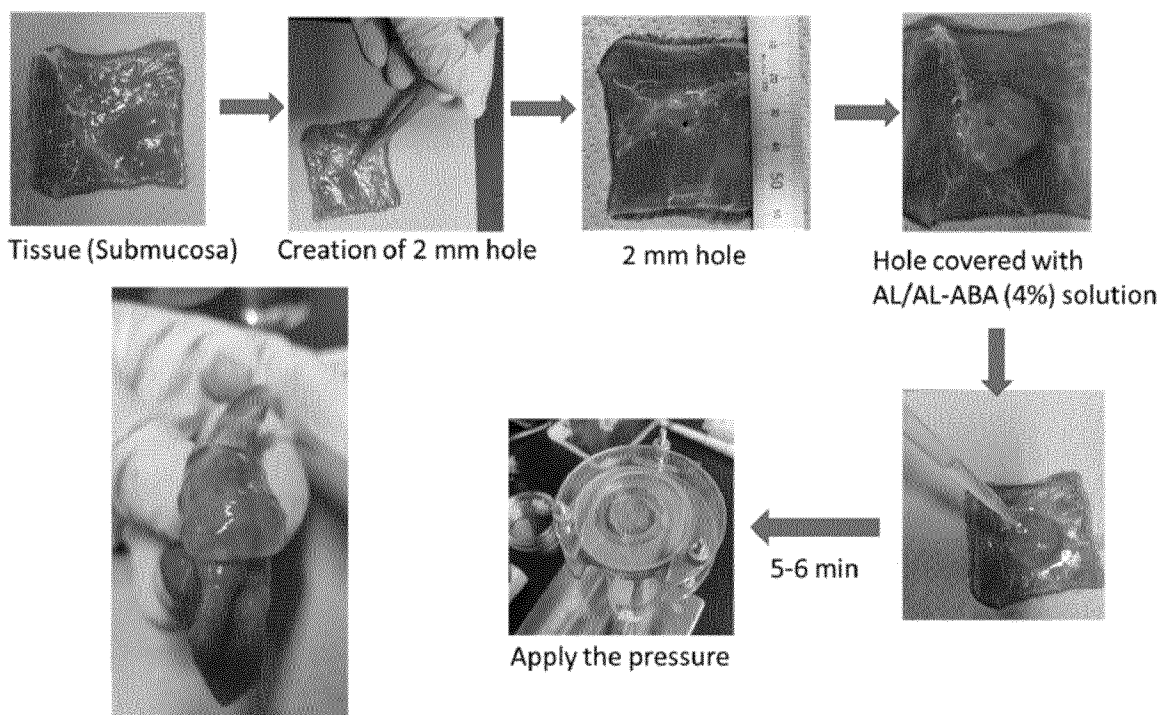 Tissue (Submucosa)
Creation of 2 mm hole
2 mm hole
Hole covered with
AL/AL-ABA (4%) solution
5-6 min
Apply the pressure